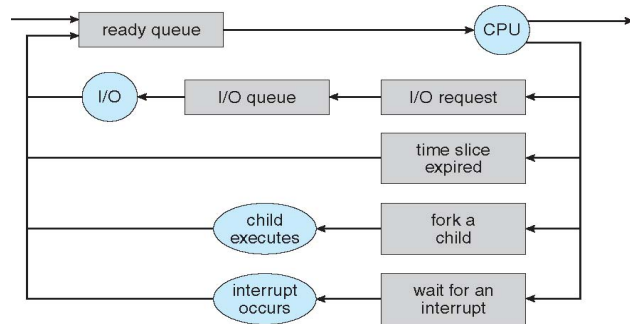 ready queue
CPU
I/O
I/O queue
I/O request
time slice
expired
child
executes
fork a
child
interrupt
occurs
wait for an
interrupt